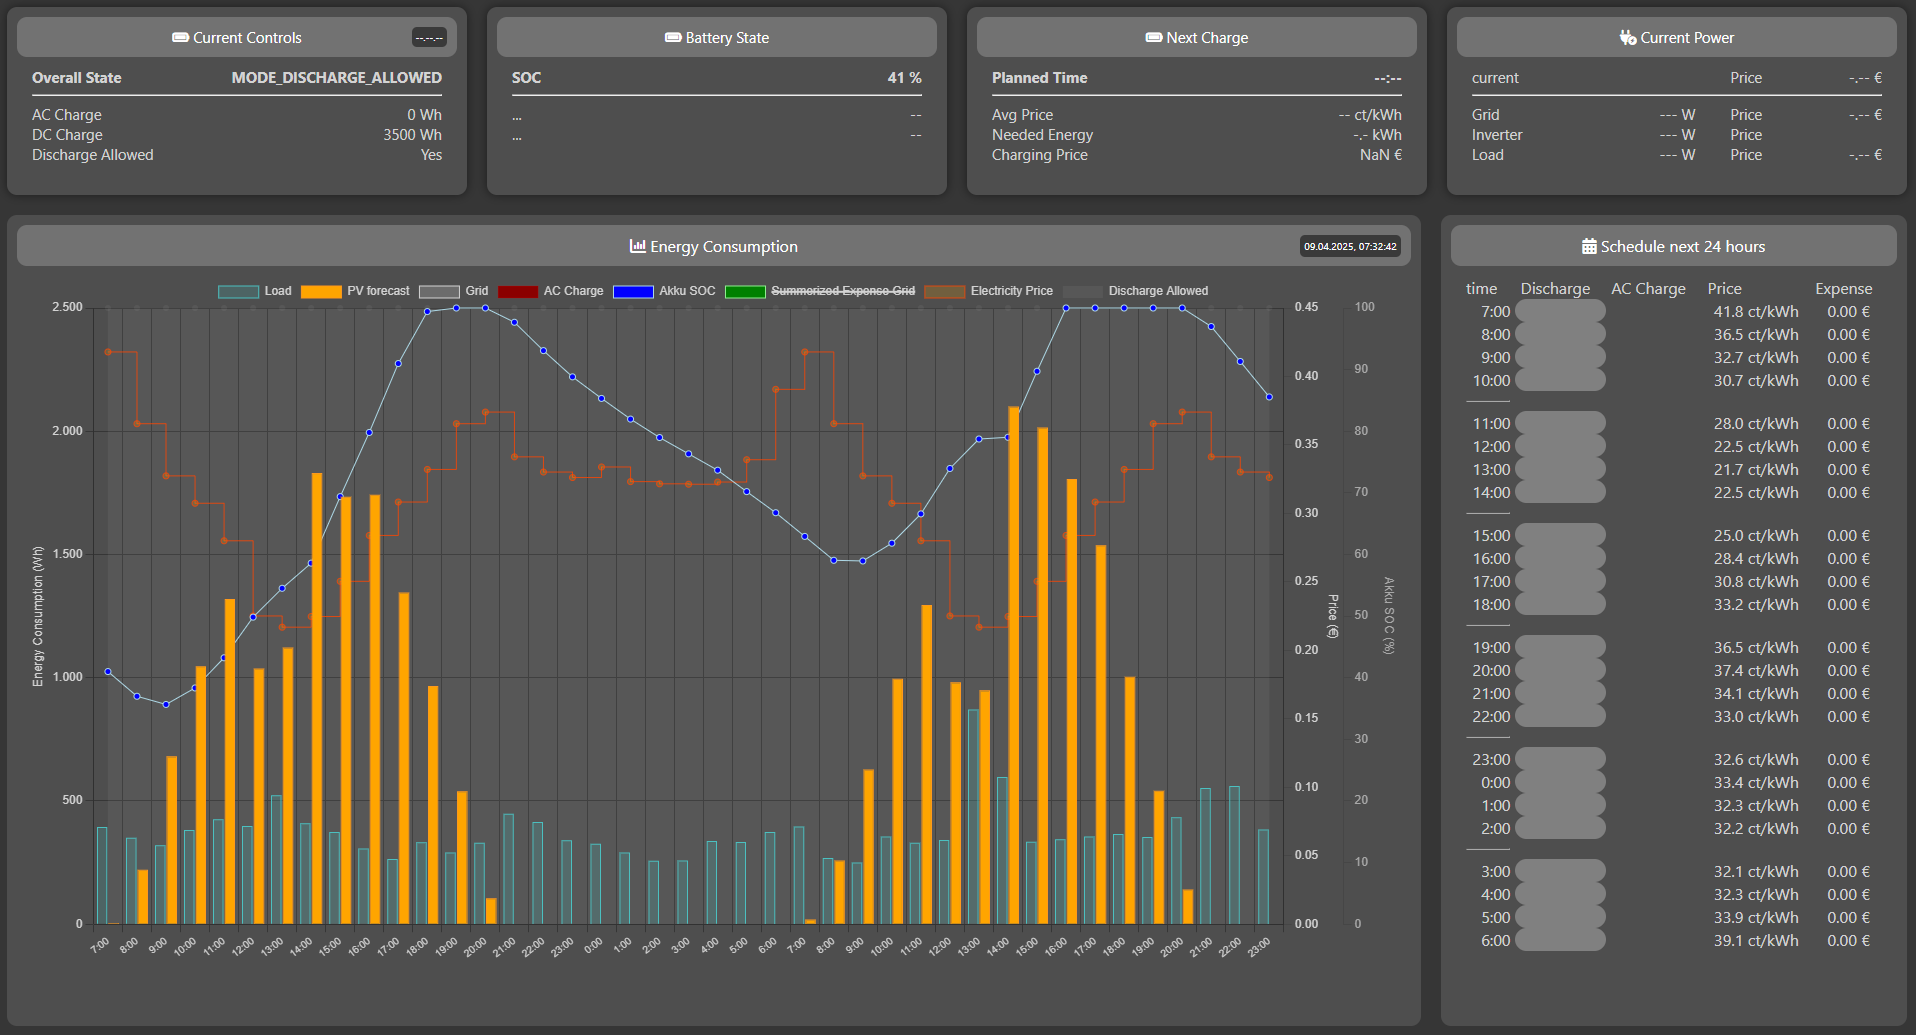 Current Controls
--.--.--
Overall State MODE_DISCHARGE_ALLOWED
AC Charge 0 Wh
DC Charge 3500 Wh
Discharge Allowed Yes
Battery State
SOC 41 %
... --
... --
Next Charge
Planned Time --:--
Avg Price -- ct/kWh
Needed Energy -.- kWh
Charging Price NaN €
Current Power
current Price -.-- €
Grid --- W Price -.-- €
Inverter --- W Price
Load --- W Price -.-- €
Energy Consumption
09.04.2025, 07:32:42
Load PV forecast Grid AC Charge Akku SOC Summorized Expense Grid Electricity Price Discharge Allowed
2.500
2.000
1.500
1.000
500
0
Energy Consumption (Wh)
0.45
0.40
0.35
0.30
0.25
0.20
0.15
0.10
0.05
0.00
Price (€)
100
90
80
70
60
50
40
30
20
10
0
Akku SOC (%)
7:00 8:00 9:00 10:00 11:00 12:00 13:00 14:00 15:00 16:00 17:00 18:00 19:00 20:00 21:00 22:00 23:00 0:00 1:00 2:00 3:00 4:00 5:00 6:00 7:00 8:00 9:00 10:00 11:00 12:00 13:00 14:00 15:00 16:00 17:00 18:00 19:00 20:00 21:00 22:00 23:00
Schedule next 24 hours
time Discharge AC Charge Price Expense
7:00 41.8 ct/kWh 0.00 €
8:00 36.5 ct/kWh 0.00 €
9:00 32.7 ct/kWh 0.00 €
10:00 30.7 ct/kWh 0.00 €
11:00 28.0 ct/kWh 0.00 €
12:00 22.5 ct/kWh 0.00 €
13:00 21.7 ct/kWh 0.00 €
14:00 22.5 ct/kWh 0.00 €
15:00 25.0 ct/kWh 0.00 €
16:00 28.4 ct/kWh 0.00 €
17:00 30.8 ct/kWh 0.00 €
18:00 33.2 ct/kWh 0.00 €
19:00 36.5 ct/kWh 0.00 €
20:00 37.4 ct/kWh 0.00 €
21:00 34.1 ct/kWh 0.00 €
22:00 33.0 ct/kWh 0.00 €
23:00 32.6 ct/kWh 0.00 €
0:00 33.4 ct/kWh 0.00 €
1:00 32.3 ct/kWh 0.00 €
2:00 32.2 ct/kWh 0.00 €
3:00 32.1 ct/kWh 0.00 €
4:00 32.3 ct/kWh 0.00 €
5:00 33.9 ct/kWh 0.00 €
6:00 39.1 ct/kWh 0.00 €